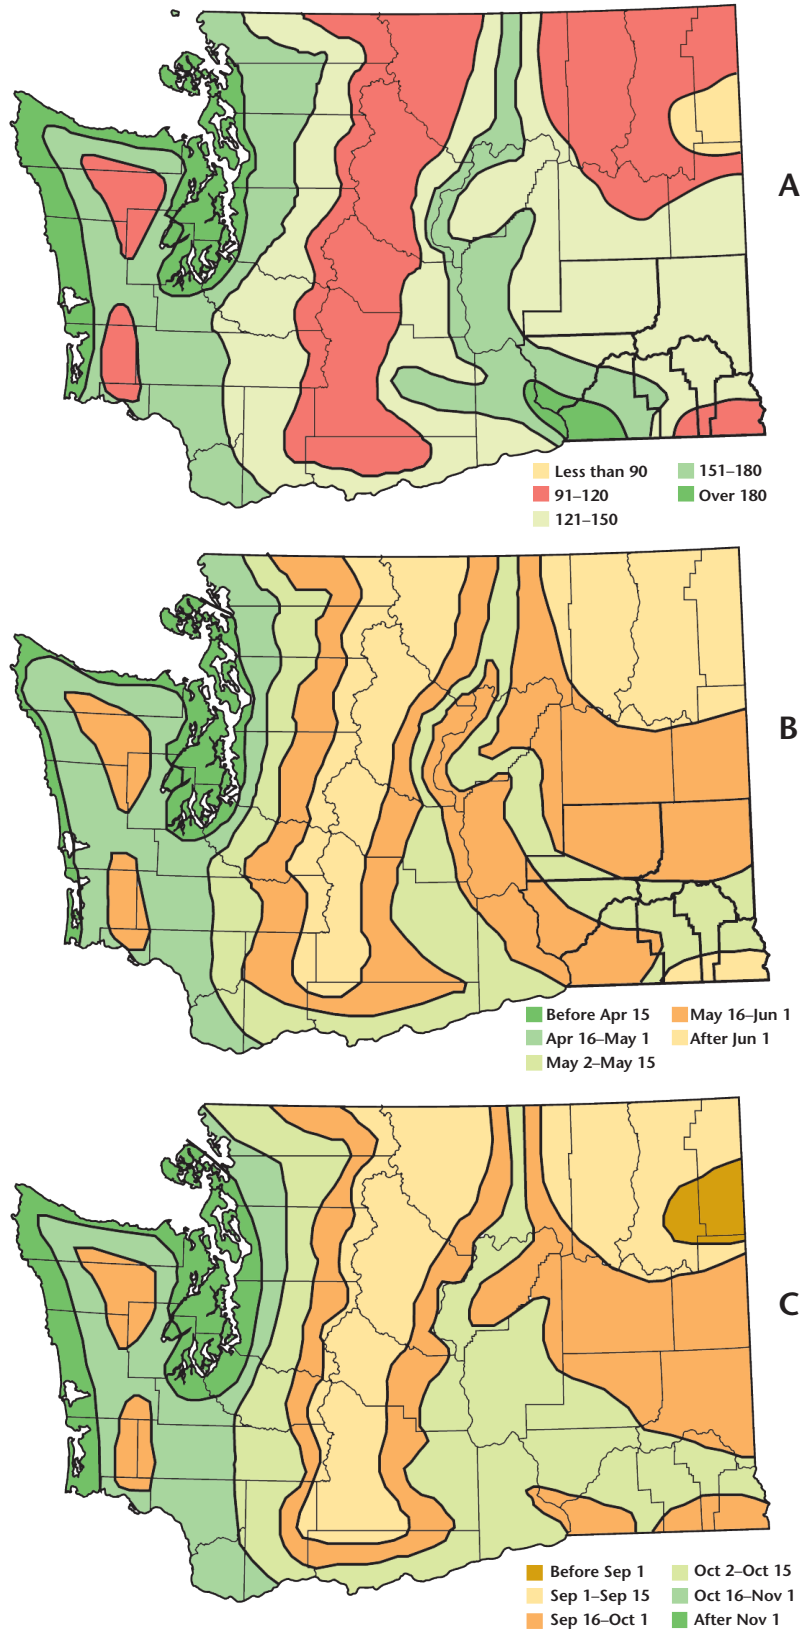 A
Less than 90
91–120
121–150
151–180
Over 180
B
Before Apr 15
Apr 16–May 1
May 2–May 15
May 16–Jun 1
After Jun 1
C
Before Sep 1
Sep 1–Sep 15
Sep 16–Oct 1
Oct 2–Oct 15
Oct 16–Nov 1
After Nov 1